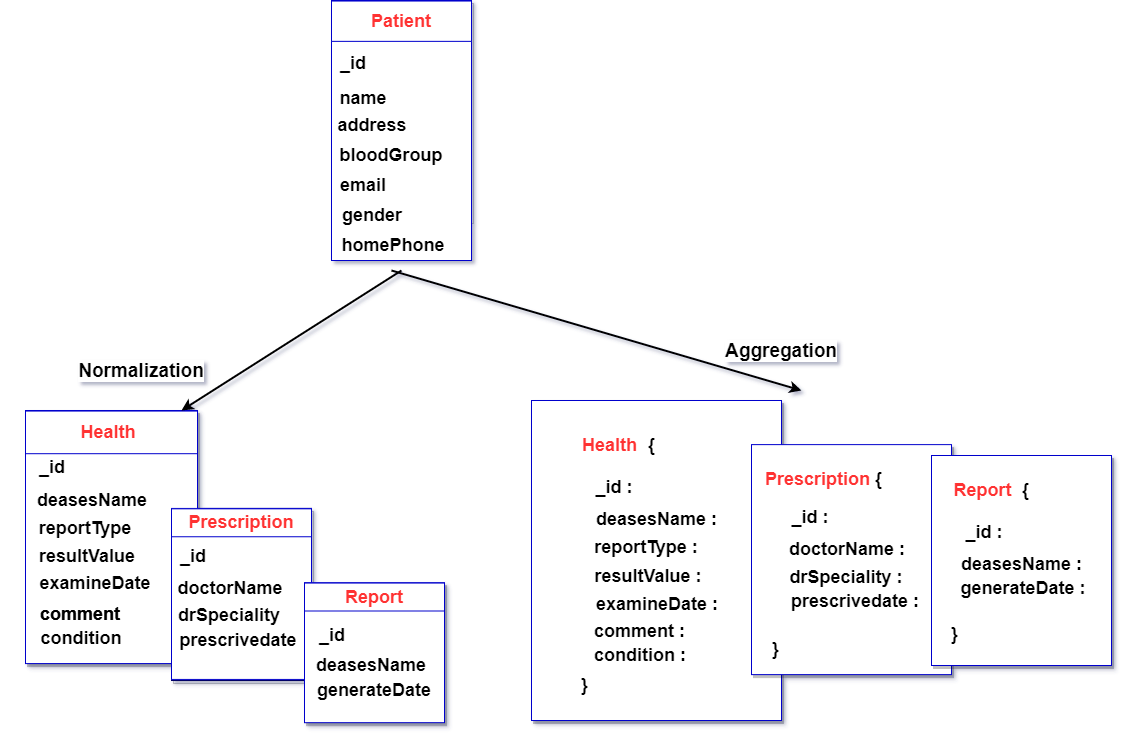 Patient
_id
name
address
bloodGroup
email
gender
homePhone
Normalization
Aggregation
Health
_id
deasesName
reportType
resultValue
examineDate
comment
condition
Prescription
_id
doctorName
drSpeciality
prescrivedate
Report
_id
deasesName
generateDate
Health {
_id :
deasesName :
reportType :
resultValue :
examineDate :
comment :
condition :
}
Prescription {
_id :
doctorName :
drSpeciality :
prescrivedate :
}
Report {
_id :
deasesName :
generateDate :
}